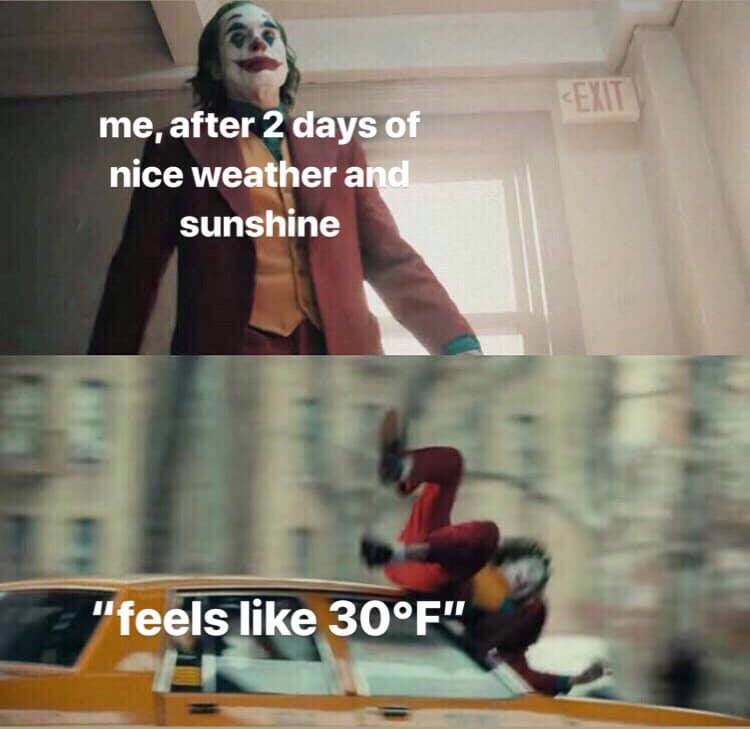 me, after 2 days of
nice weather and
sunshine
<EXIT
"feels like 30°F"